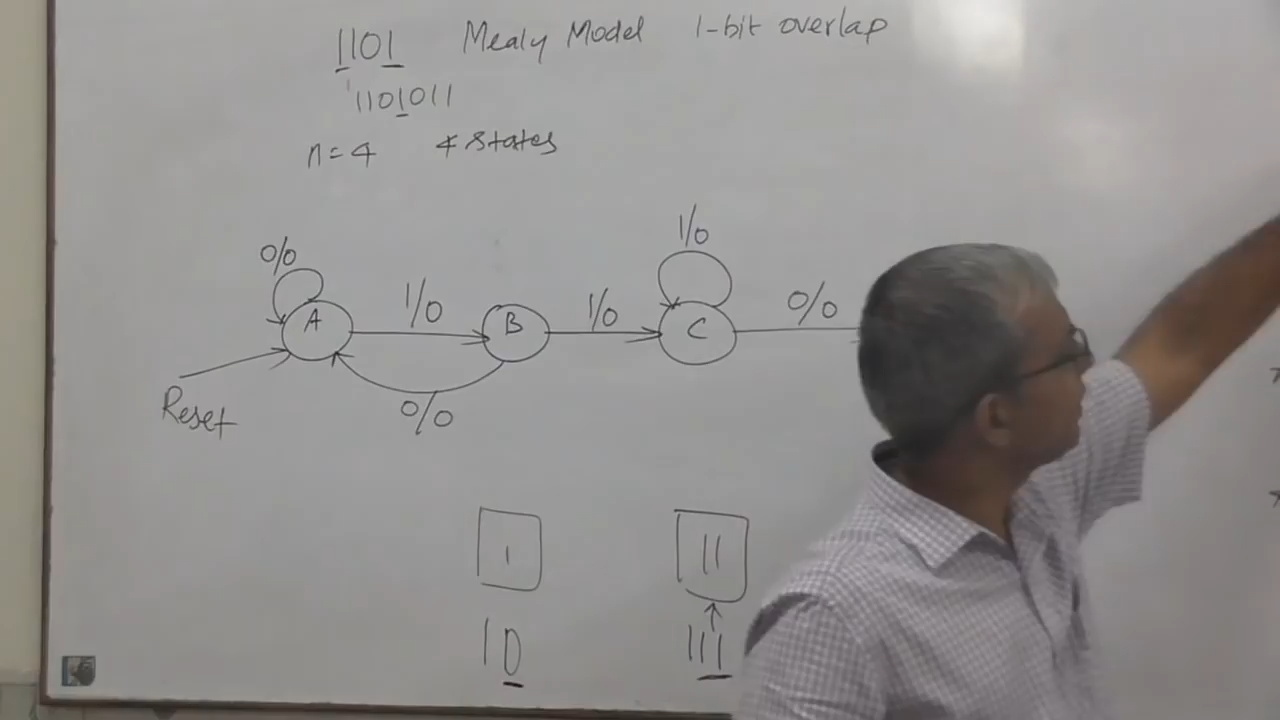 1101 Mealy Model 1-bit overlap
1101011
n=4 4 states
1/0
0/0
1/0 1/0 0/0
A B C
Reset
0/0
1 11
10 111